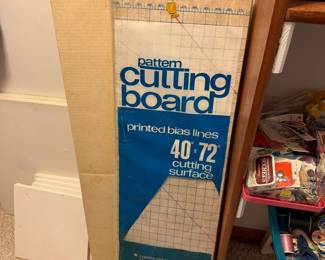 pattern
cutting
board
printed bias lines
40" x 72"
cutting
surface